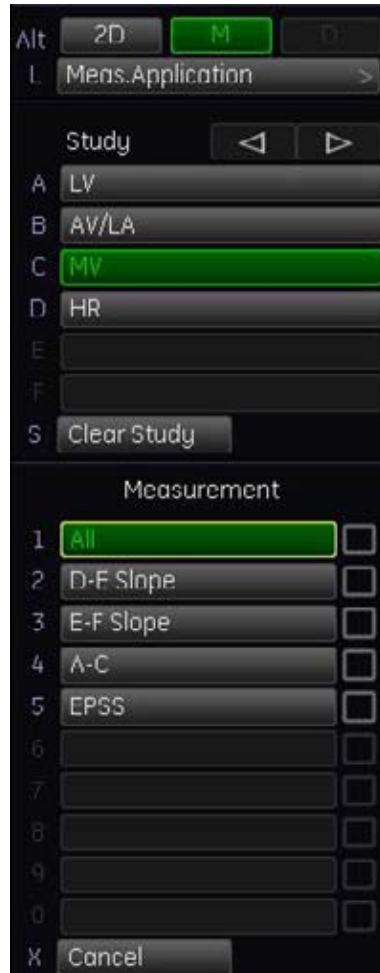 Alt 2D M D
L Meas.Application >
Study
A LV
B AV/LA
C MV
D HR
E
F
S Clear Study
Measurement
1 All
2 D-E Slope
3 E-F Slope
4 A-C
5 EPSS
6
7
8
9
0
X Cancel